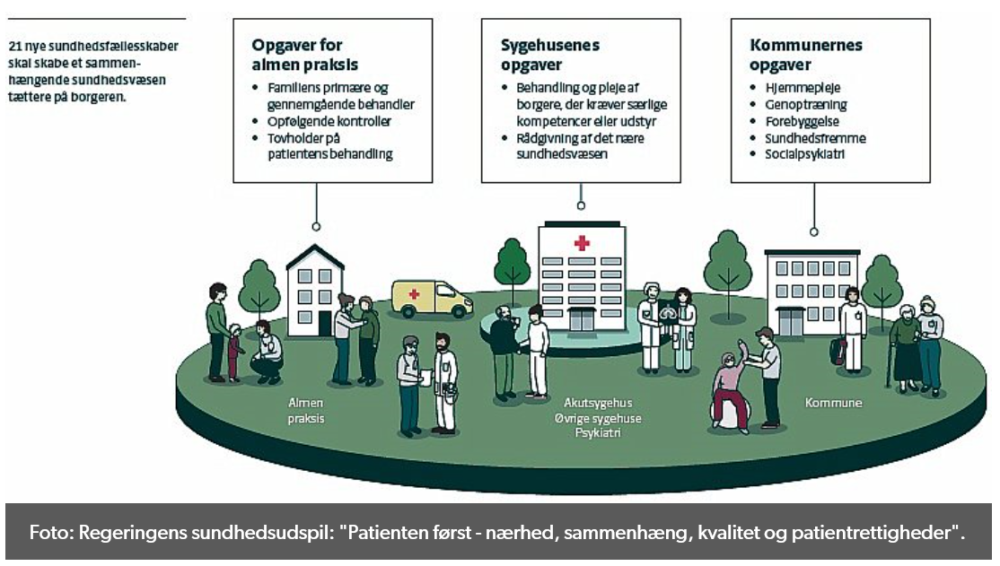 21 nye sundhedsfællesskaber
skal skabe et sammen-
hængende sundhedsvæsen
tættere på borgeren.
Opgaver for
almen praksis
• Familiens primære og
gennemgående behandler
• Opfølgende kontroller
• Tovholder på
patientens behandling
Sygehusenes
opgaver
• Behandling og pleje af
borgere, der kræver særlige
kompetencer eller udstyr
• Rådgivning af det nære
sundhedsvæsen
Kommunernes
opgaver
• Hjemmepleje
• Genoptræning
• Forebyggelse
• Sundhedsfremme
• Socialpsykiatri
Almen
praksis
Akutsygehus
Øvrige sygehuse
Psykiatri
Kommune
Foto: Regeringens sundhedsudspil: "Patienten først - nærhed, sammenhæng, kvalitet og patientrettigheder".